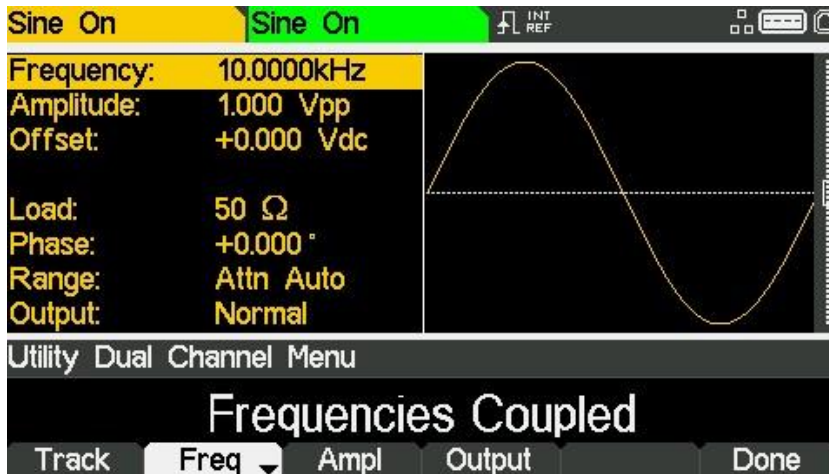 Sine On Sine On INT REF
Frequency: 10.0000kHz
Amplitude: 1.000 Vpp
Offset: +0.000 Vdc
Load: 50 Ω
Phase: +0.000 °
Range: Attn Auto
Output: Normal
Utility Dual Channel Menu
Frequencies Coupled
Track Freq Ampl Output Done